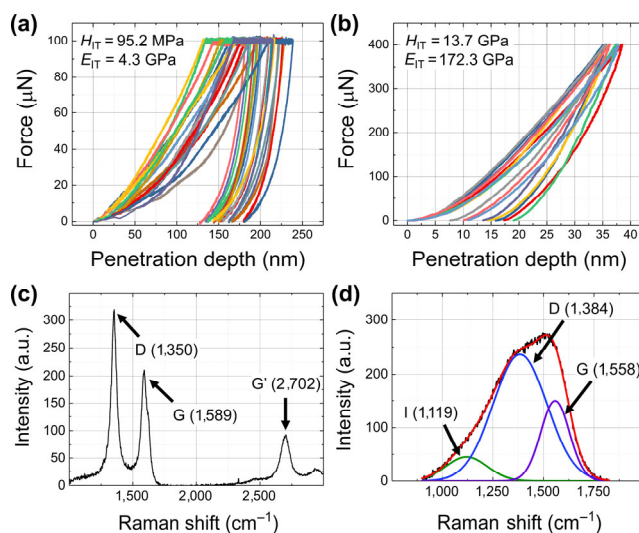 (a)
H_IT = 95.2 MPa
E_IT = 4.3 GPa
Force (μN)
100
80
60
40
20
0
0 50 100 150 200 250
Penetration depth (nm)
(b)
H_IT = 13.7 GPa
E_IT = 172.3 GPa
Force (μN)
400
300
200
100
0
0 5 10 15 20 25 30 35 40
Penetration depth (nm)
(c)
Intensity (a.u.)
300
250
200
150
100
50
0
D (1,350)
G (1,589)
G' (2,702)
1,500 2,000 2,500
Raman shift (cm⁻¹)
(d)
Intensity (a.u.)
300
250
200
150
100
50
0
D (1,384)
G (1,558)
I (1,119)
1,000 1,250 1,500 1,750
Raman shift (cm⁻¹)